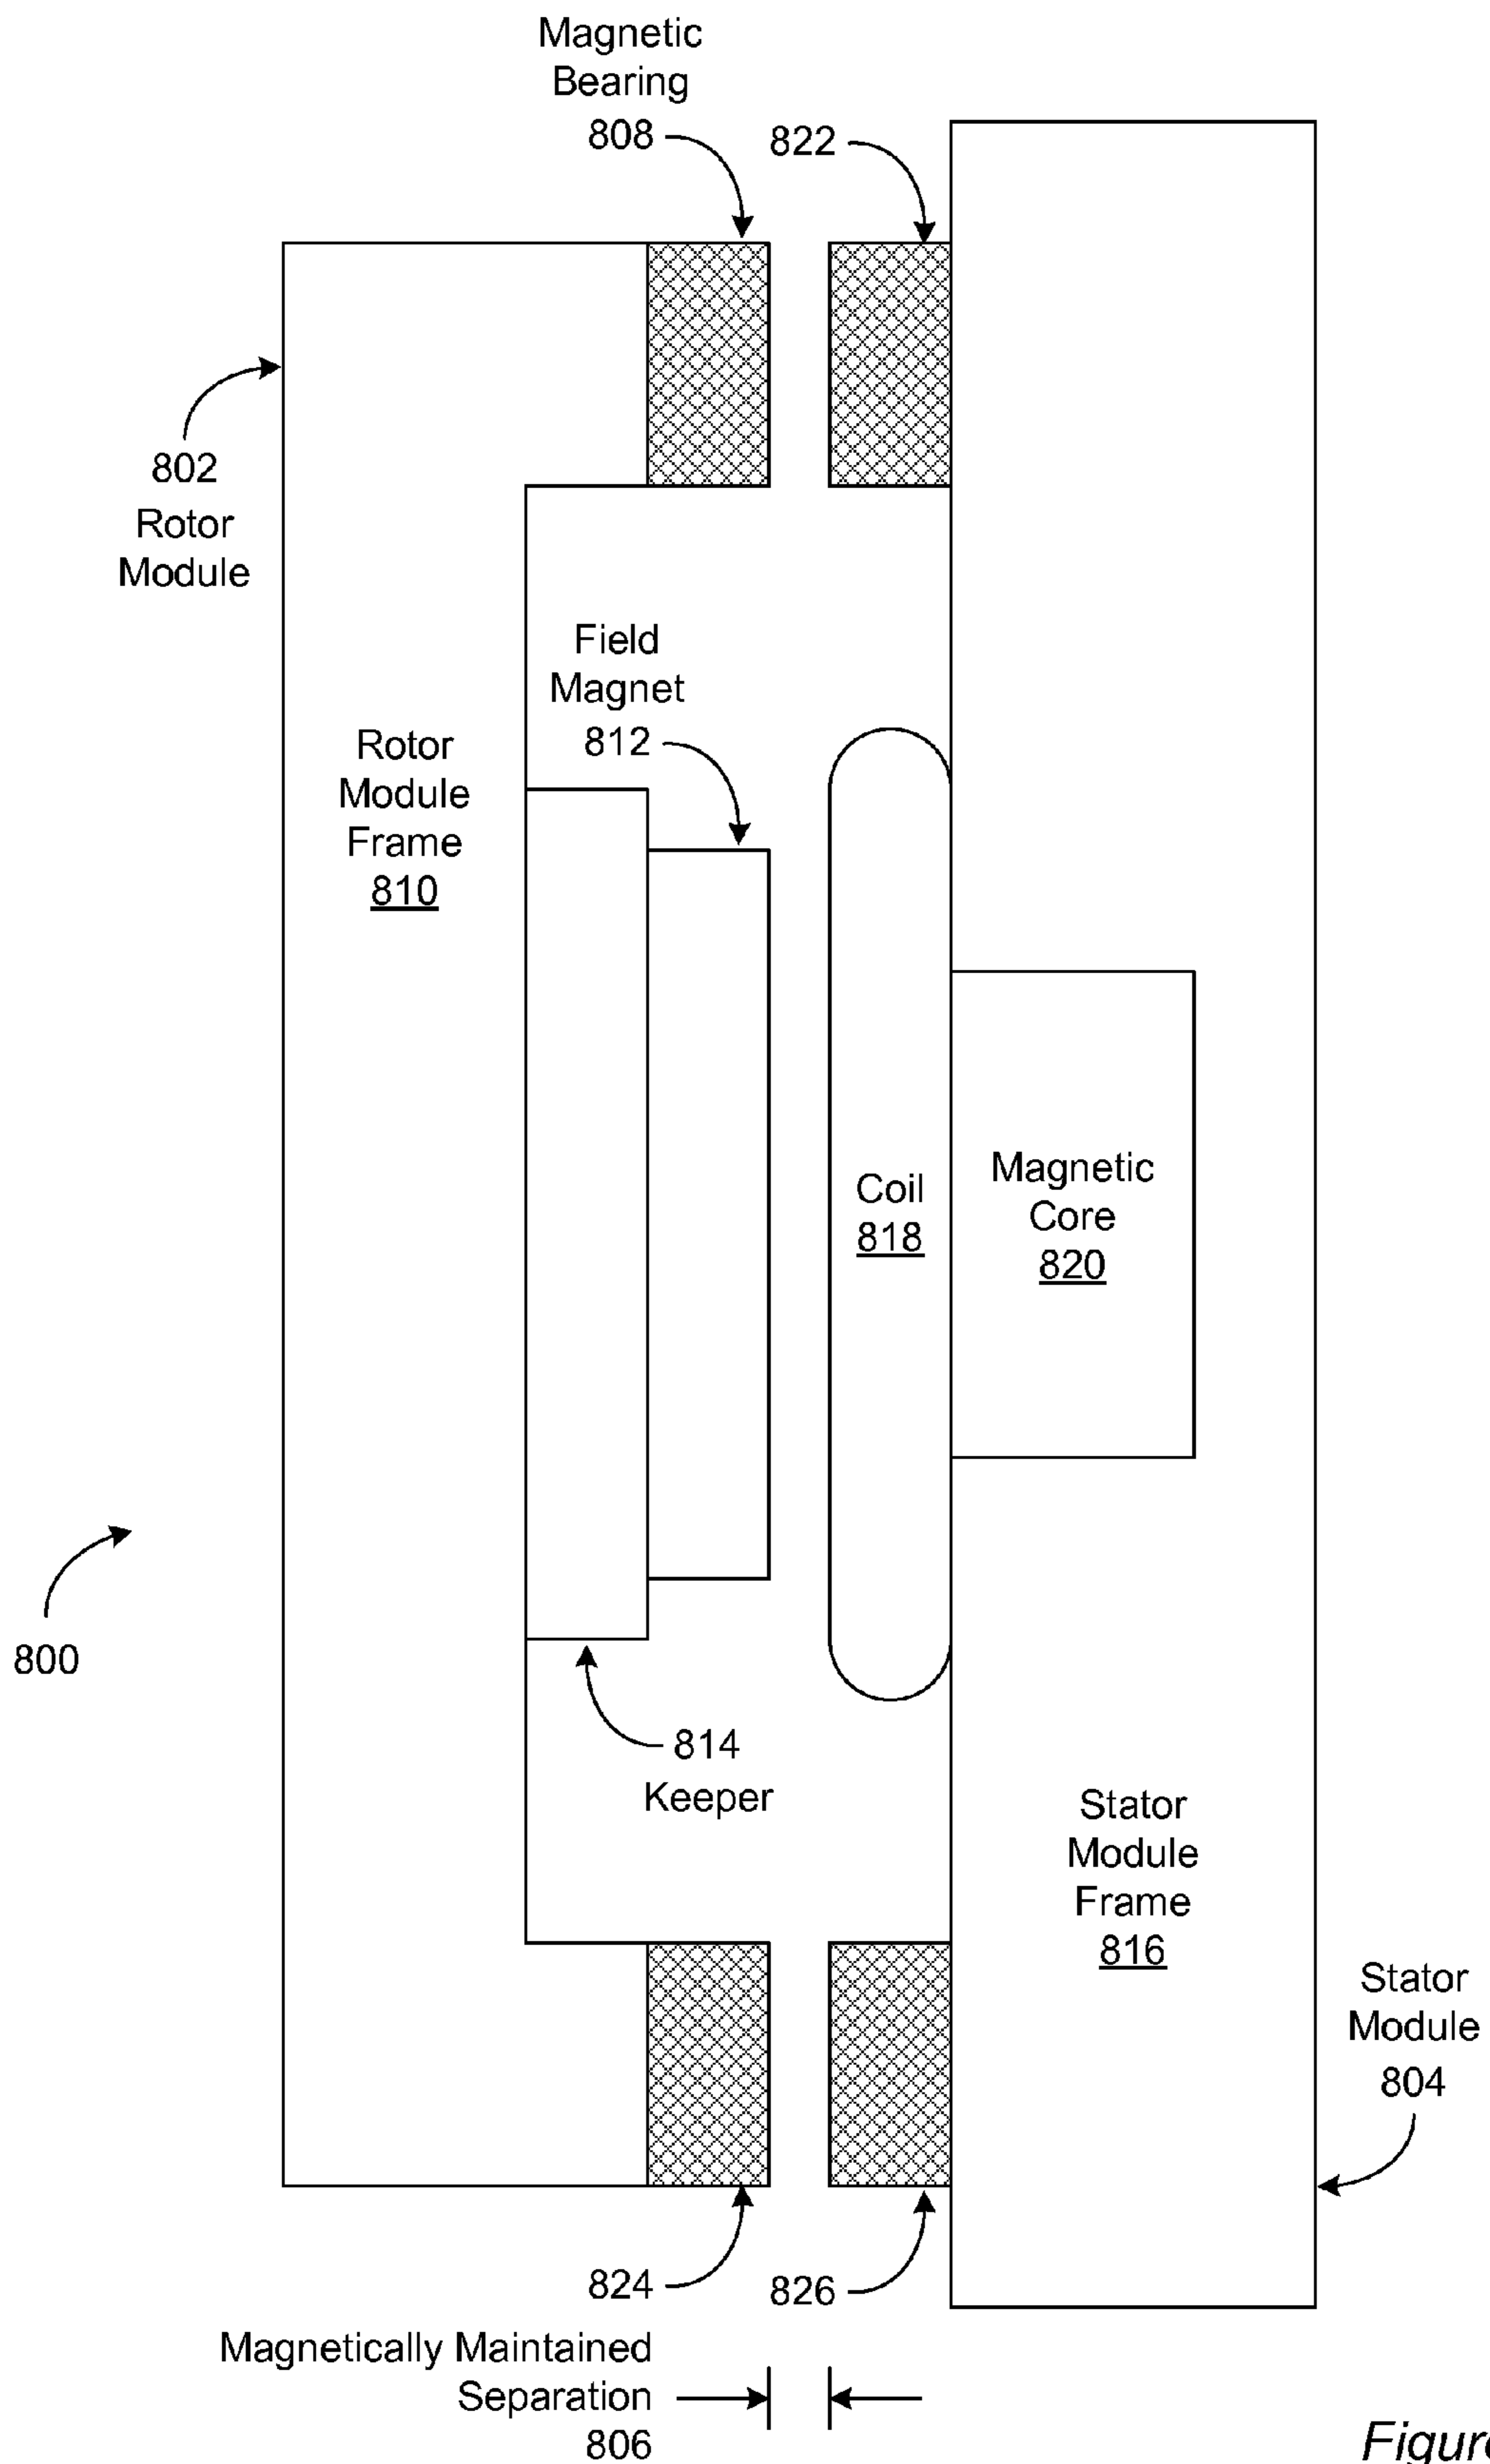 Magnetic
Bearing
808
822
802
Rotor
Module
Field
Magnet
812
Rotor
Module
Frame
810
Coil
818
Magnetic
Core
820
800
814
Keeper
Stator
Module
Frame
816
Stator
Module
804
824
826
Magnetically Maintained
Separation
806
Figure